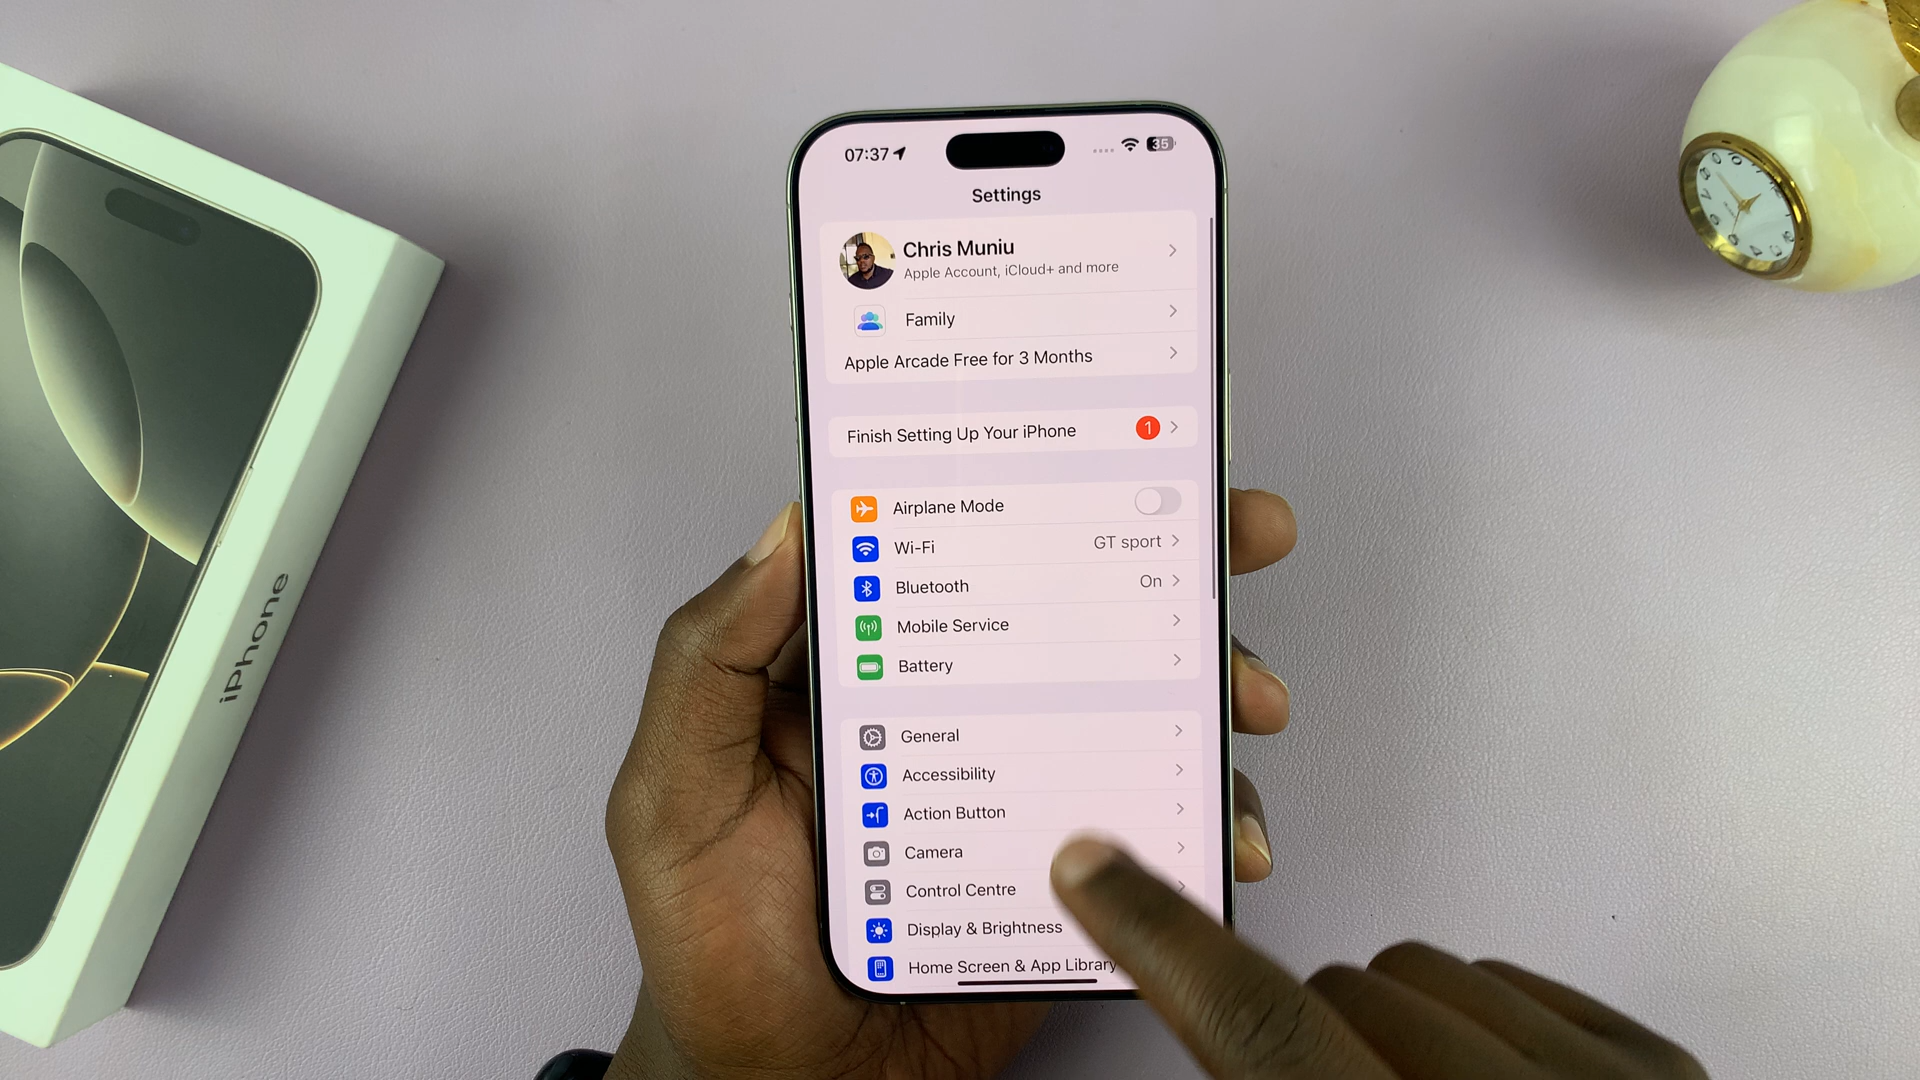 07:37
35
Settings
Chris Muniu
Apple Account, iCloud+ and more
Family
Apple Arcade Free for 3 Months
Finish Setting Up Your iPhone 1
Airplane Mode
Wi-Fi GT sport
Bluetooth On
Mobile Service
Battery
General
Accessibility
Action Button
Camera
Control Centre
Display & Brightness
Home Screen & App Library
iPhone